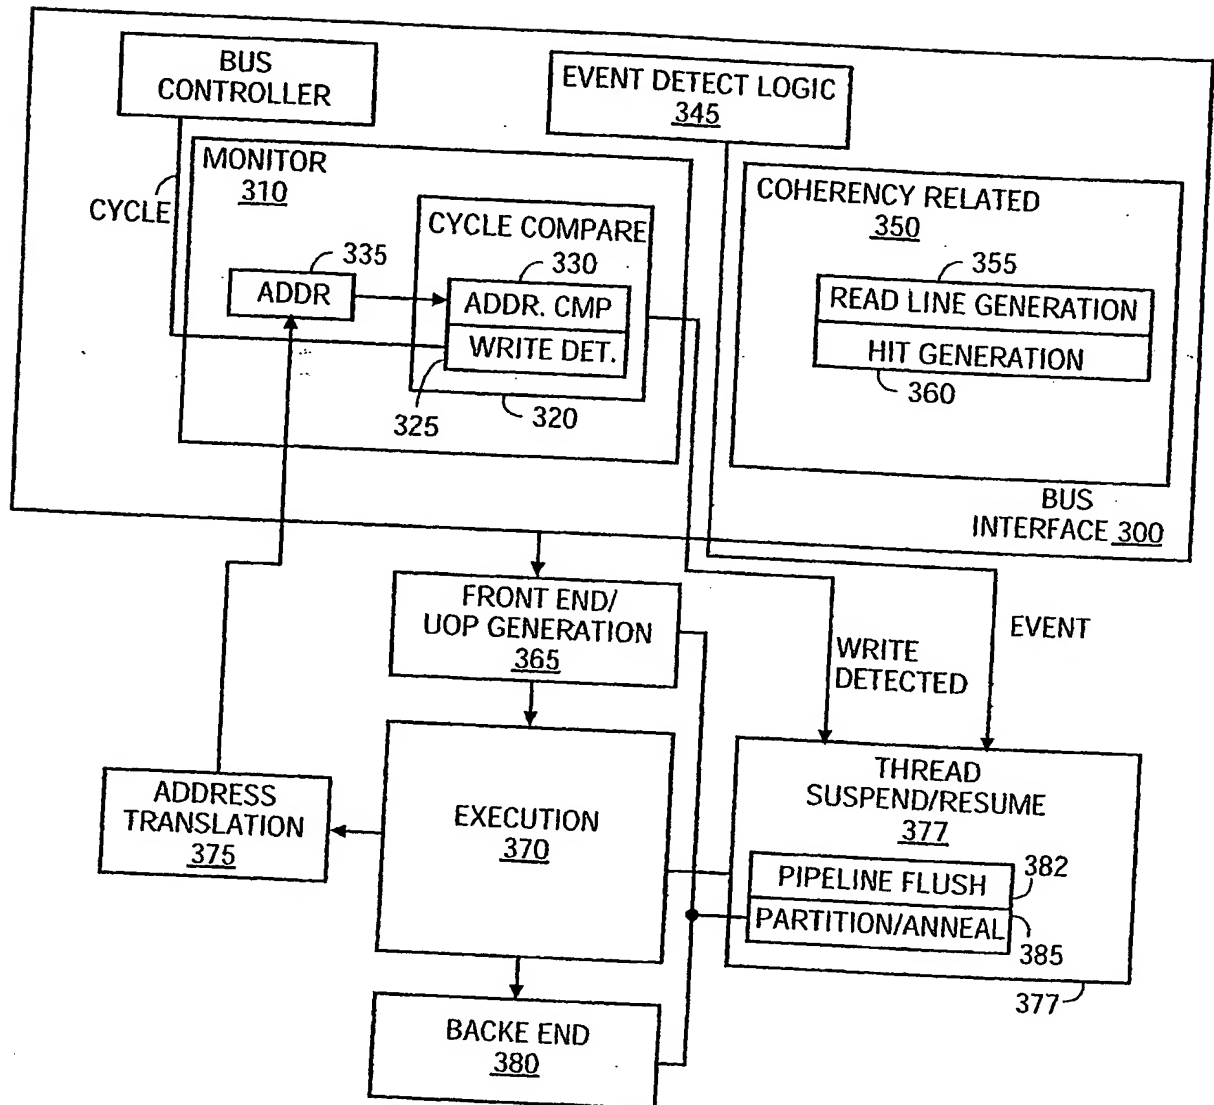 BUS
CONTROLLER
EVENT DETECT LOGIC
345
MONITOR
310
CYCLE
CYCLE COMPARE
335
ADDR
330
ADDR. CMP
WRITE DET.
325
320
COHERENCY RELATED
350
355
READ LINE GENERATION
HIT GENERATION
360
BUS
INTERFACE 300
FRONT END/
UOP GENERATION
365
WRITE
DETECTED
EVENT
ADDRESS
TRANSLATION
375
EXECUTION
370
THREAD
SUSPEND/RESUME
377
PIPELINE FLUSH
382
PARTITION/ANNEAL
385
377
BACKE END
380